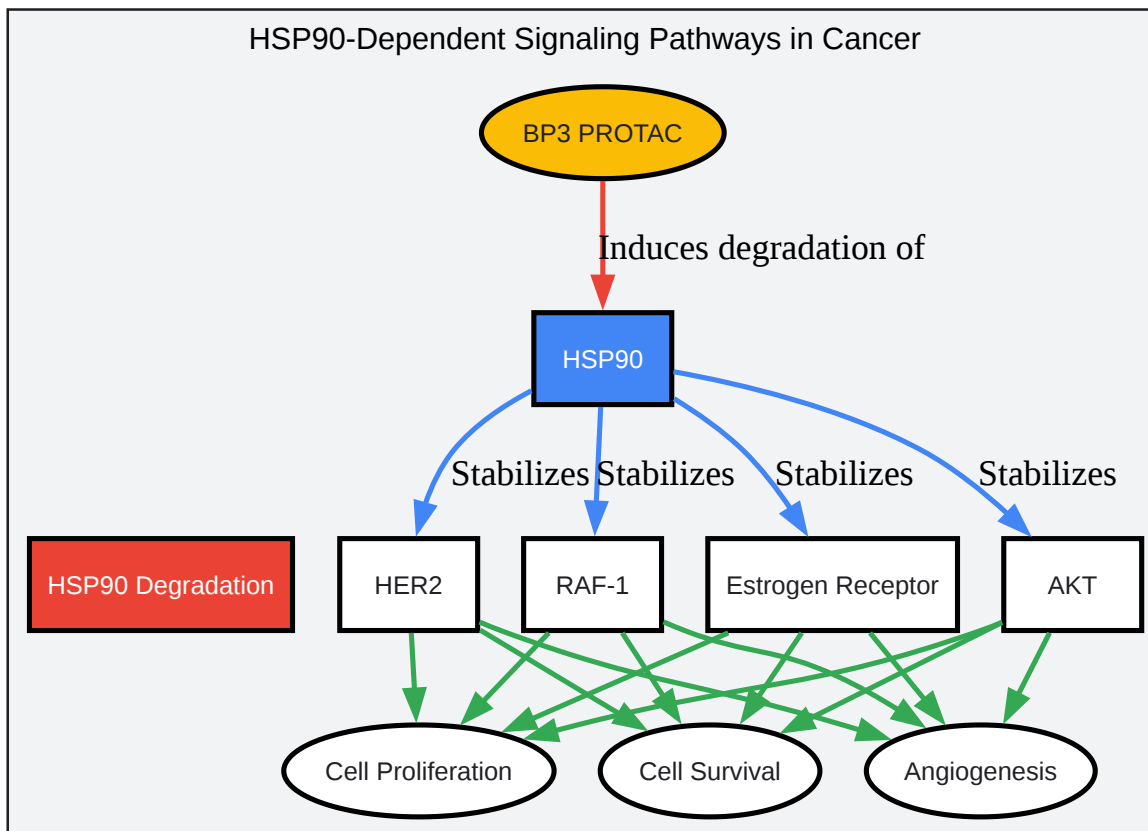 HSP90-Dependent Signaling Pathways in Cancer
BP3 PROTAC
Induces degradation of
HSP90
Stabilizes
Stabilizes
Stabilizes
Stabilizes
HSP90 Degradation
HER2
RAF-1
Estrogen Receptor
AKT
Cell Proliferation
Cell Survival
Angiogenesis